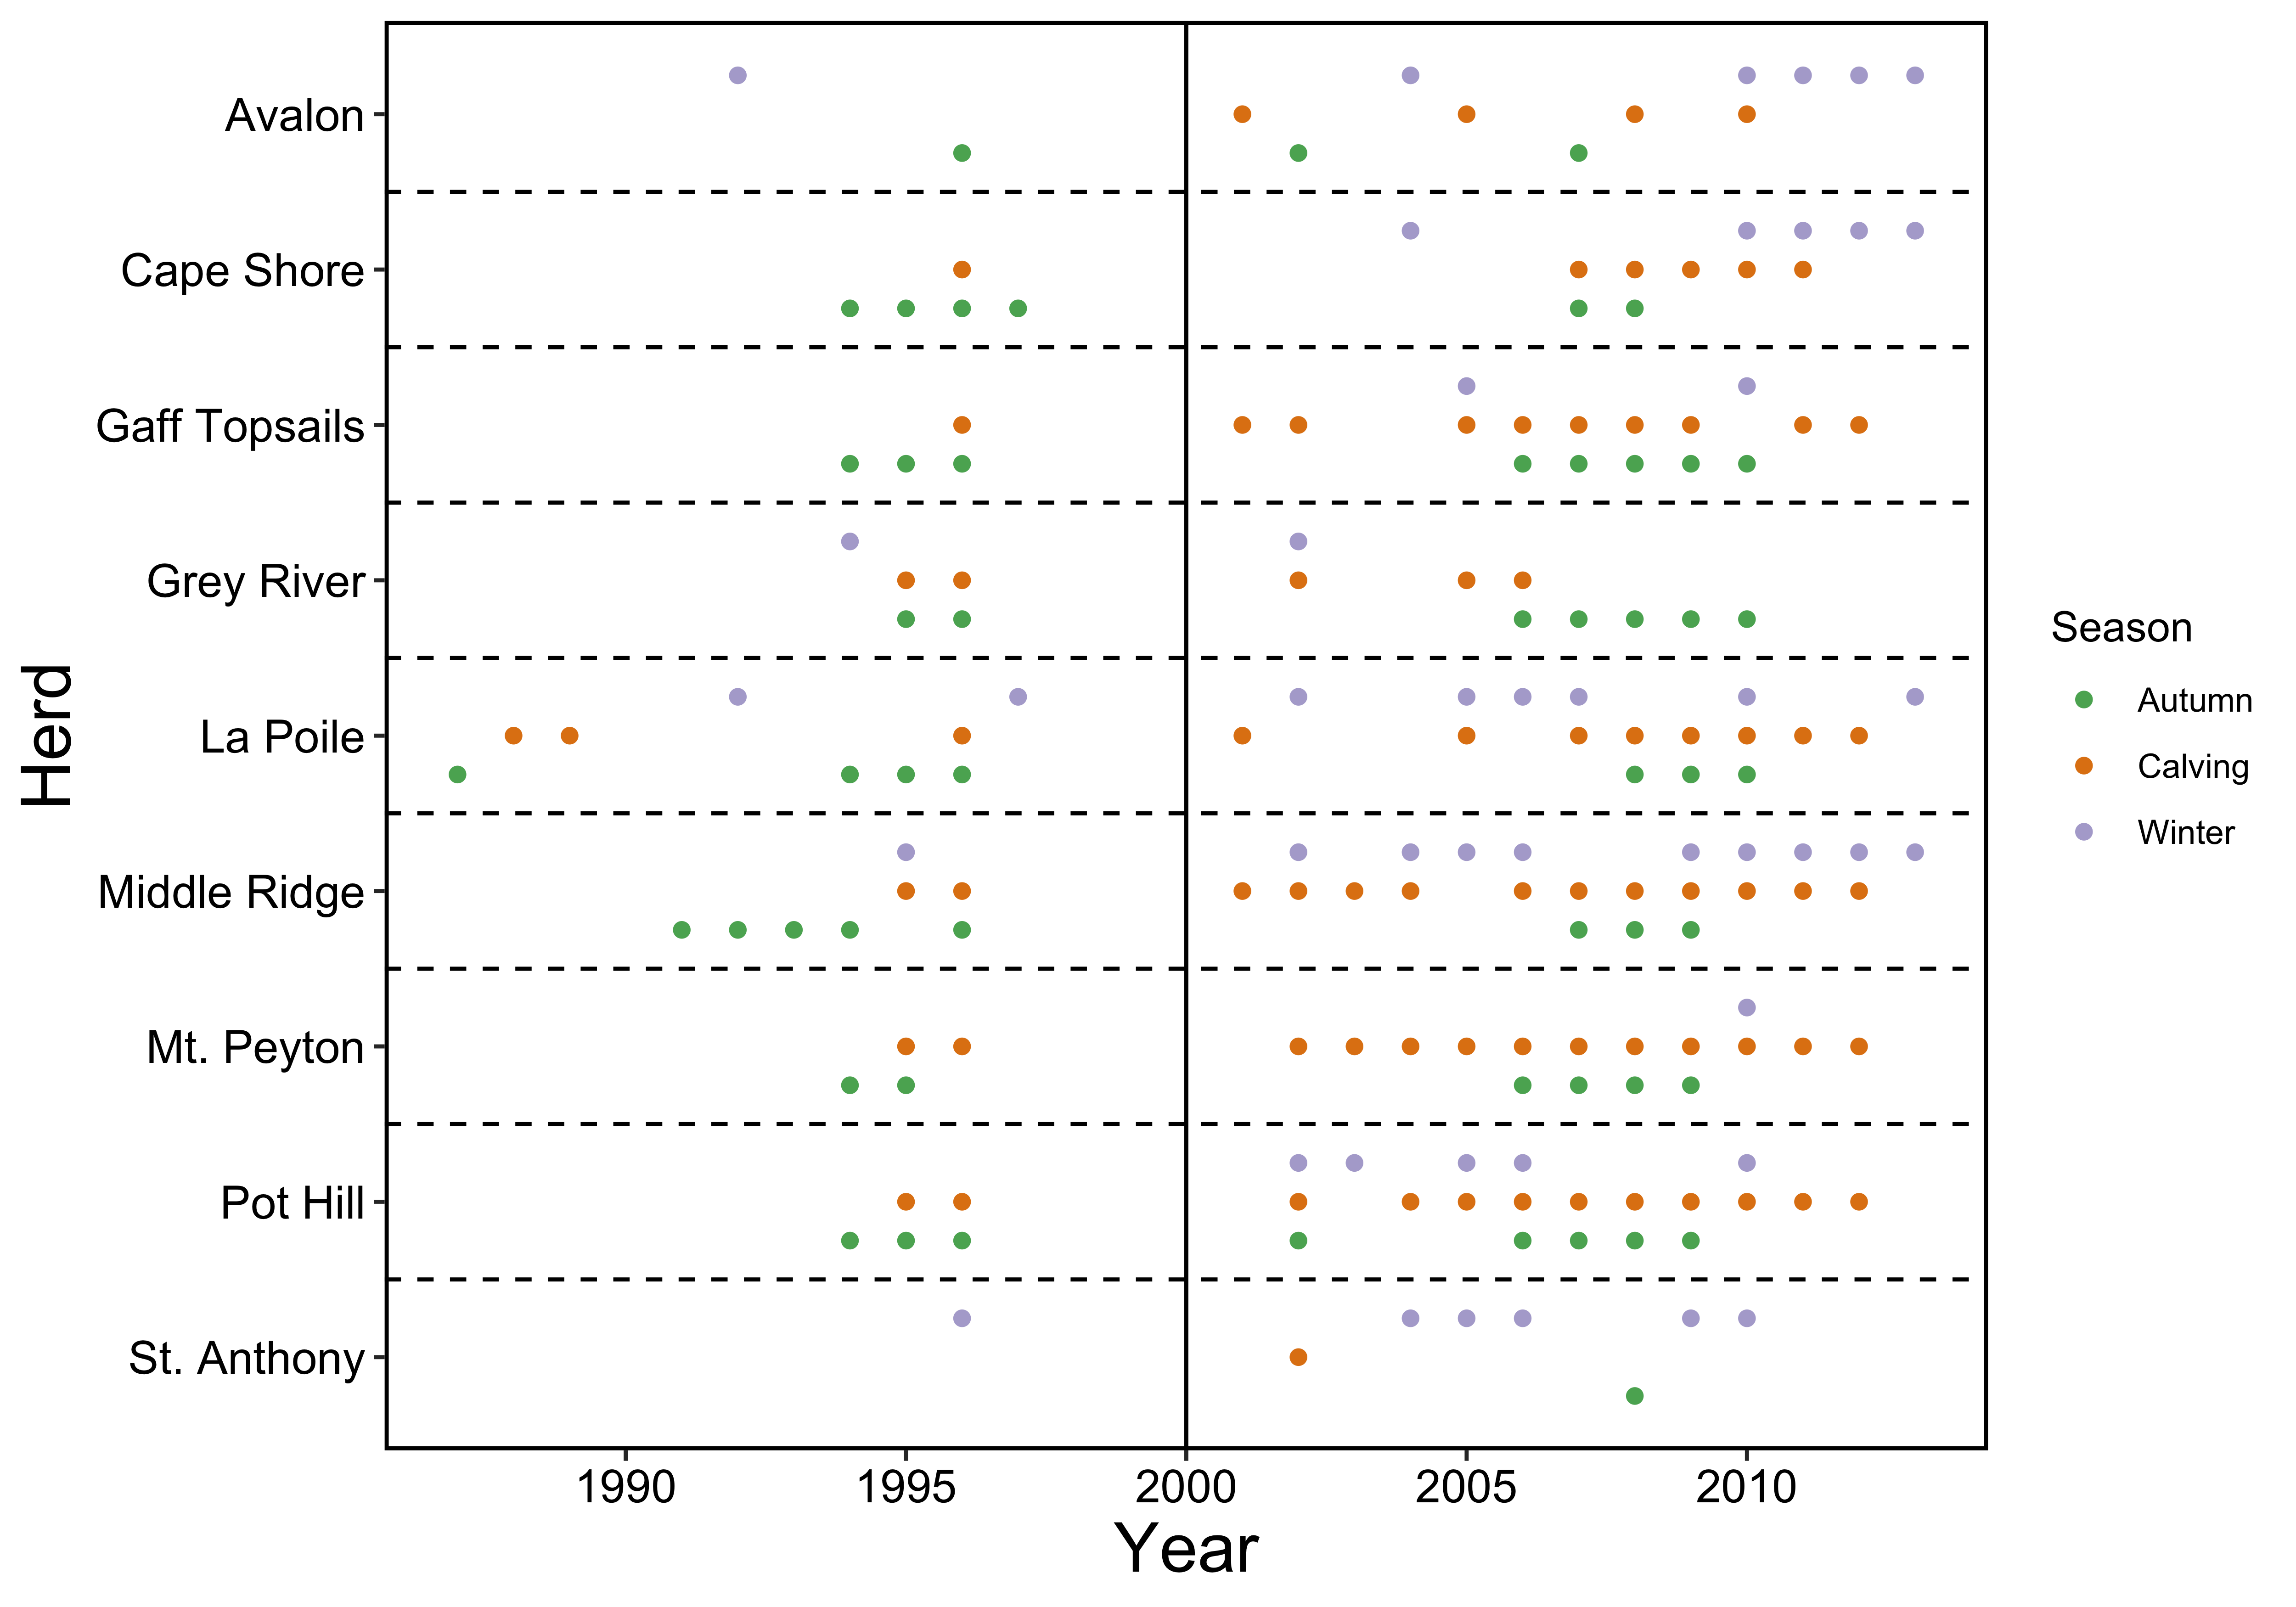 Avalon
Cape Shore
Gaff Topsails
Grey River
La Poile
Middle Ridge
Mt. Peyton
Pot Hill
St. Anthony
Herd
1990 1995 2000 2005 2010
Year
Season
Autumn
Calving
Winter